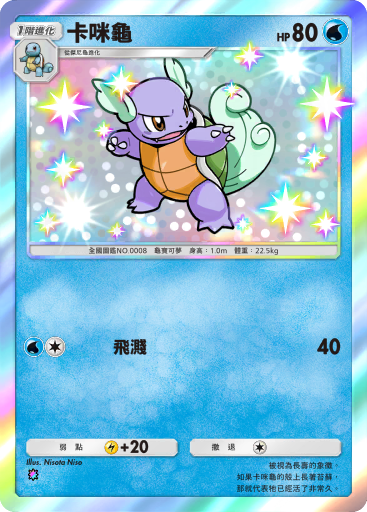 1階進化
卡咪龜
HP 80
從傑尼龜進化
全國圖鑑NO.0008 龜寶可夢 身高：1.0m 體重：22.5kg
飛濺 40
弱點 +20 撤退
Illus. Nisota Niso
被視為長壽的象徵。
如果卡咪龜的殼上長著苔蘚，
那就代表牠已經活了非常久。